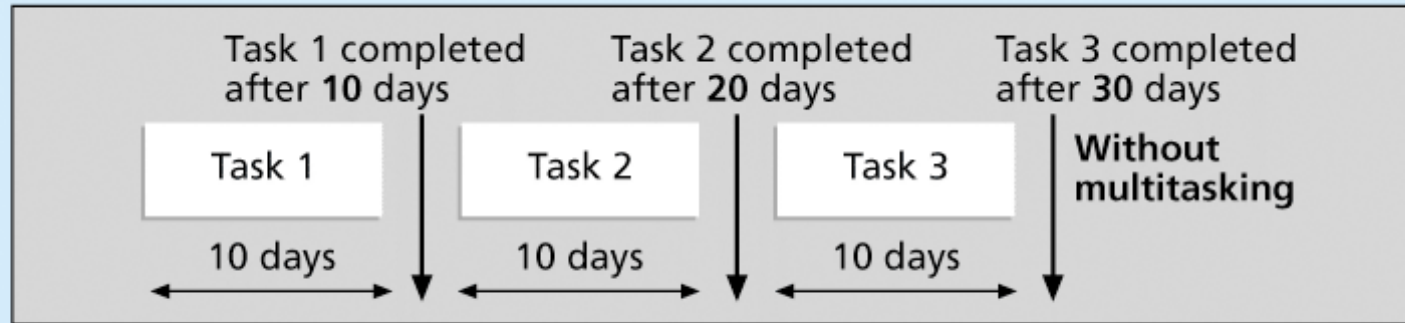 Task 1 completed
after 10 days
Task 2 completed
after 20 days
Task 3 completed
after 30 days
Task 1
Task 2
Task 3
Without
multitasking
10 days
10 days
10 days